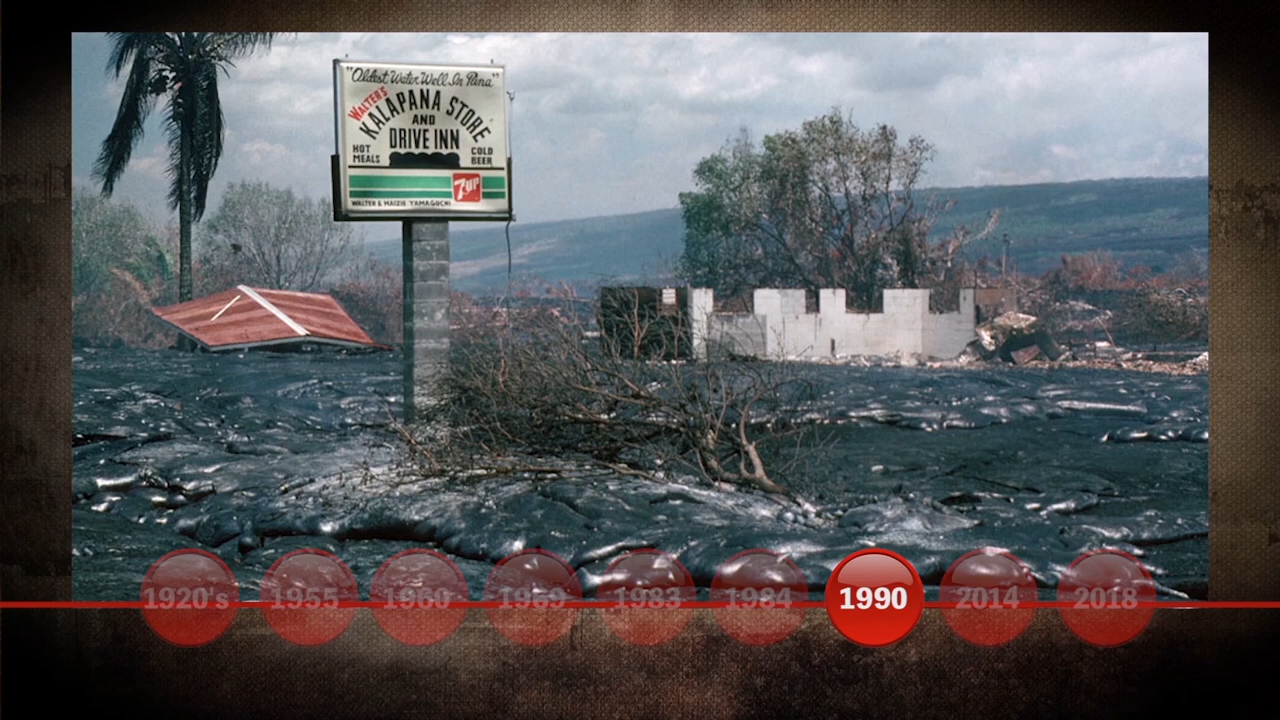 "Oldest Water Well In Puna"
WALTER'S
KALAPANA STORE
AND
DRIVE INN
HOT
MEALS
COLD
BEER
7up
WALTER & MAIZIE YAMAGUCHI
1920's 1955 1960 1969 1983 1984 1990 2014 2018